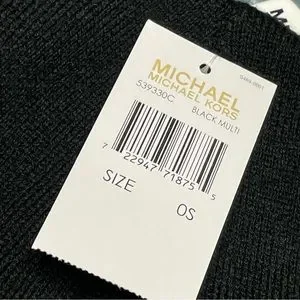 MICHAEL
MICHAEL KORS
539330C
BLACK MULTI
7 22947 71875 5
SIZE
OS